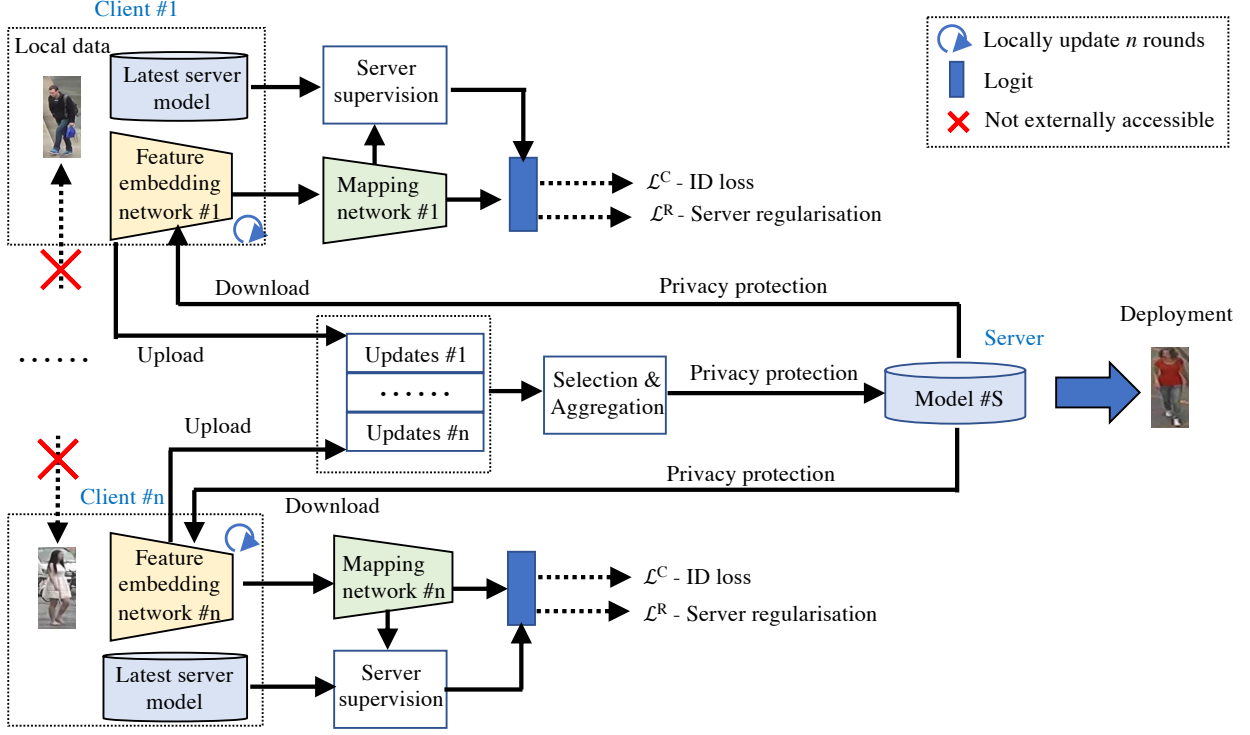 Client #1
Local data
Latest server
model
Server
supervision
Feature
embedding
network #1
Mapping
network #1
ℒC - ID loss
ℒR - Server regularisation
Locally update n rounds
Logit
Not externally accessible
Download
Privacy protection
Upload
......
Updates #1
......
Updates #n
Selection &
Aggregation
Privacy protection
Server
Model #S
Deployment
Upload
Privacy protection
Download
Client #n
Feature
embedding
network #n
Mapping
network #n
ℒC - ID loss
ℒR - Server regularisation
Latest server
model
Server
supervision